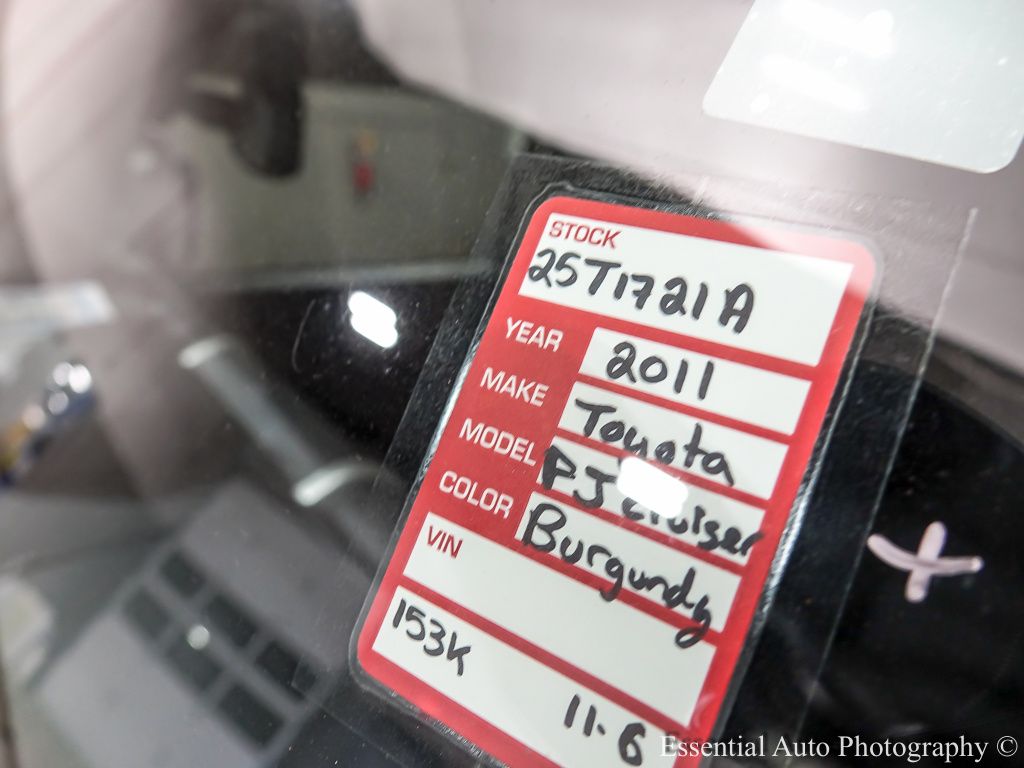 STOCK
25T1721A
YEAR 2011
MAKE Toyota
MODEL FJ Cruiser
COLOR Burgundy
VIN
153K
11-6
Essential Auto Photography ©